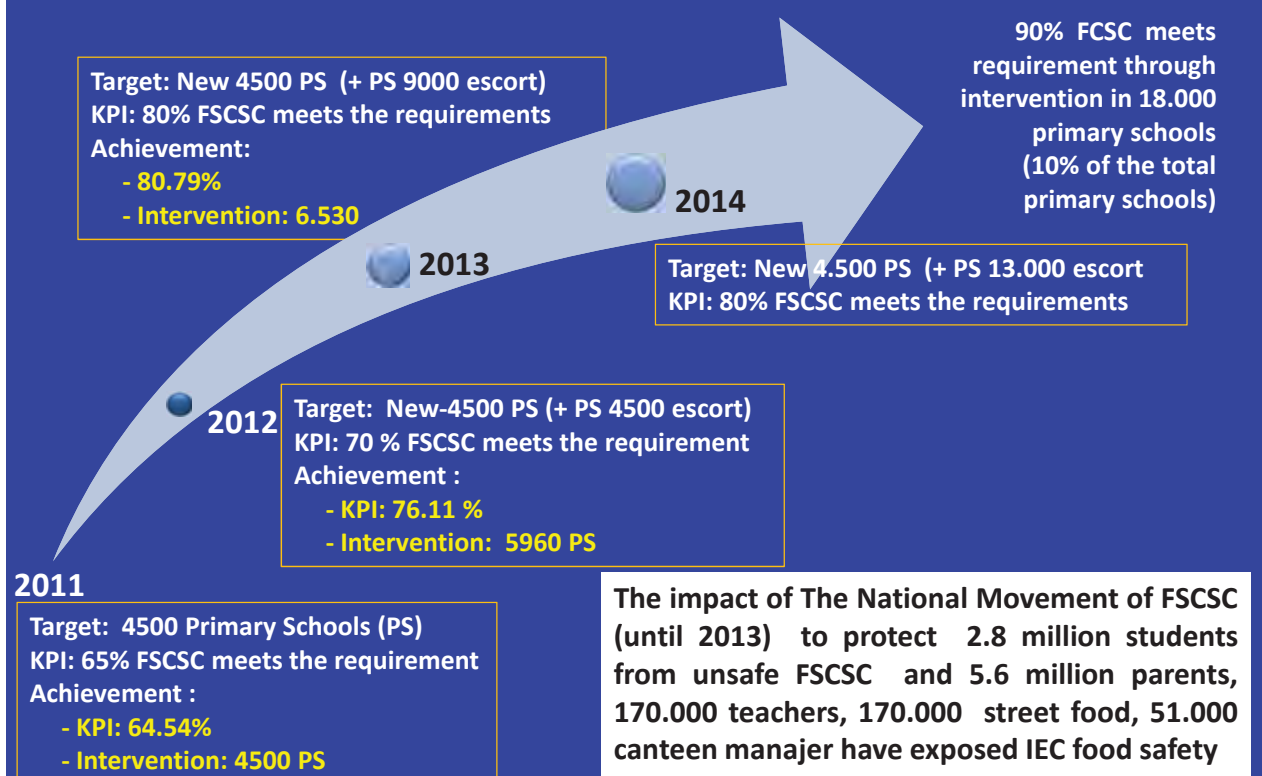 90% FCSC meets
requirement through
intervention in 18.000
primary schools
(10% of the total
primary schools)
Target: New 4500 PS (+ PS 9000 escort)
KPI: 80% FSCSC meets the requirements
Achievement:
- 80.79%
- Intervention: 6.530
2014
2013
Target: New 4.500 PS (+ PS 13.000 escort
KPI: 80% FSCSC meets the requirements
2012
Target: New-4500 PS (+ PS 4500 escort)
KPI: 70 % FSCSC meets the requirement
Achievement :
- KPI: 76.11 %
- Intervention: 5960 PS
2011
Target: 4500 Primary Schools (PS)
KPI: 65% FSCSC meets the requirement
Achievement :
- KPI: 64.54%
- Intervention: 4500 PS
The impact of The National Movement of FSCSC
(until 2013) to protect 2.8 million students
from unsafe FSCSC and 5.6 million parents,
170.000 teachers, 170.000 street food, 51.000
canteen manajer have exposed IEC food safety